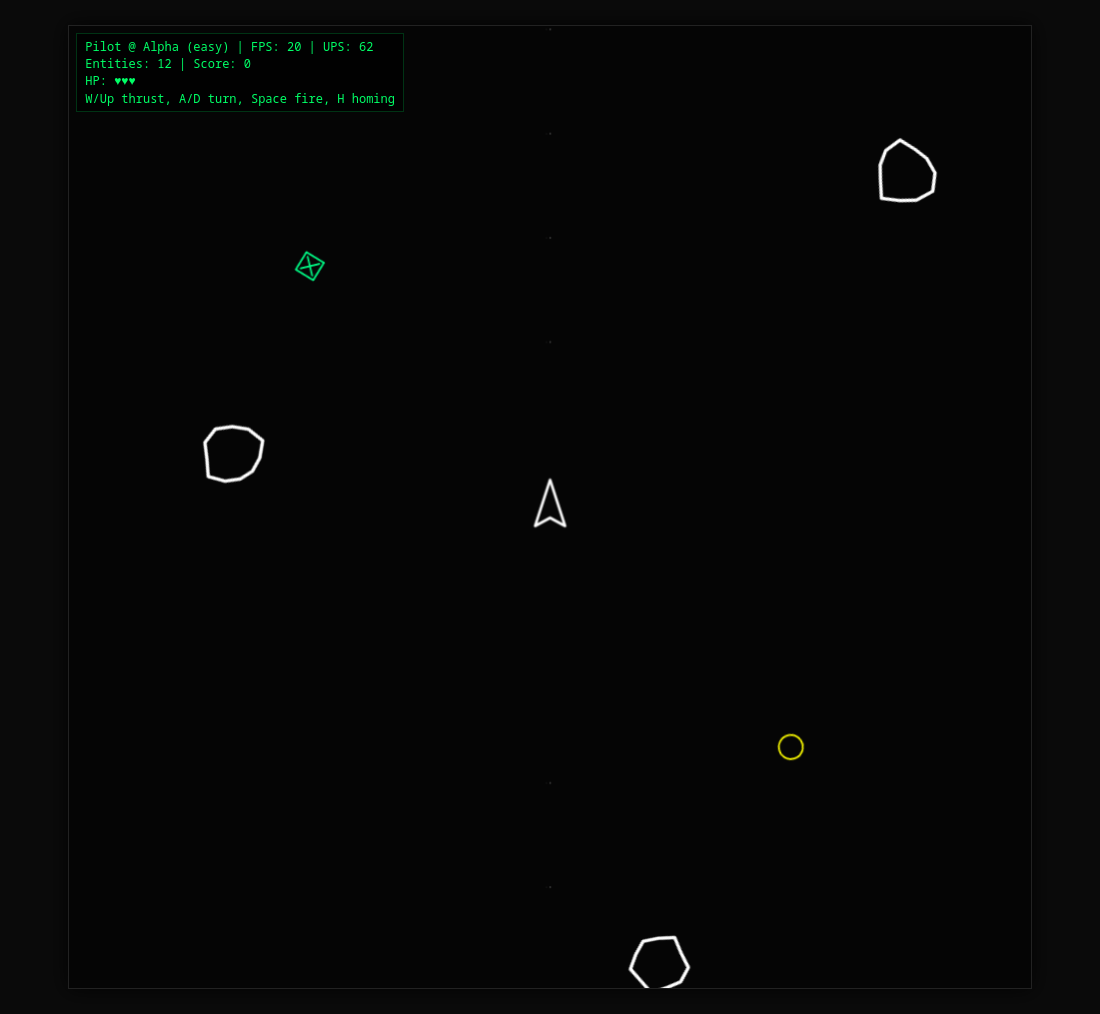 Pilot @ Alpha (easy) | FPS: 20 | UPS: 62
Entities: 12 | Score: 0
HP: ♥♥♥
W/Up thrust, A/D turn, Space fire, H homing